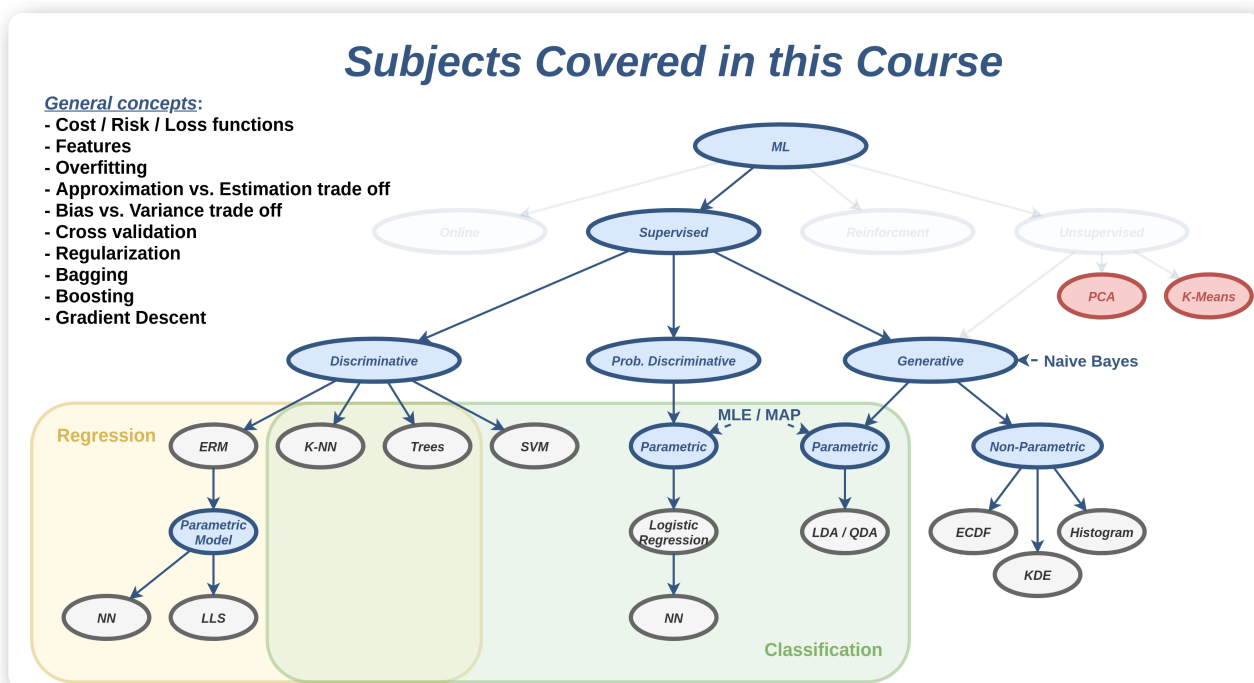 Subjects Covered in this Course
General concepts:
- Cost / Risk / Loss functions
- Features
- Overfitting
- Approximation vs. Estimation trade off
- Bias vs. Variance trade off
- Cross validation
- Regularization
- Bagging
- Boosting
- Gradient Descent
ML
Online
Supervised
Reinforcment
Unsupervised
PCA
K-Means
Discriminative
Prob. Discriminative
Generative
Naive Bayes
Regression
MLE / MAP
ERM
K-NN
Trees
SVM
Parametric
Parametric
Non-Parametric
Parametric
Model
Logistic
Regression
LDA / QDA
ECDF
Histogram
KDE
NN
LLS
NN
Classification